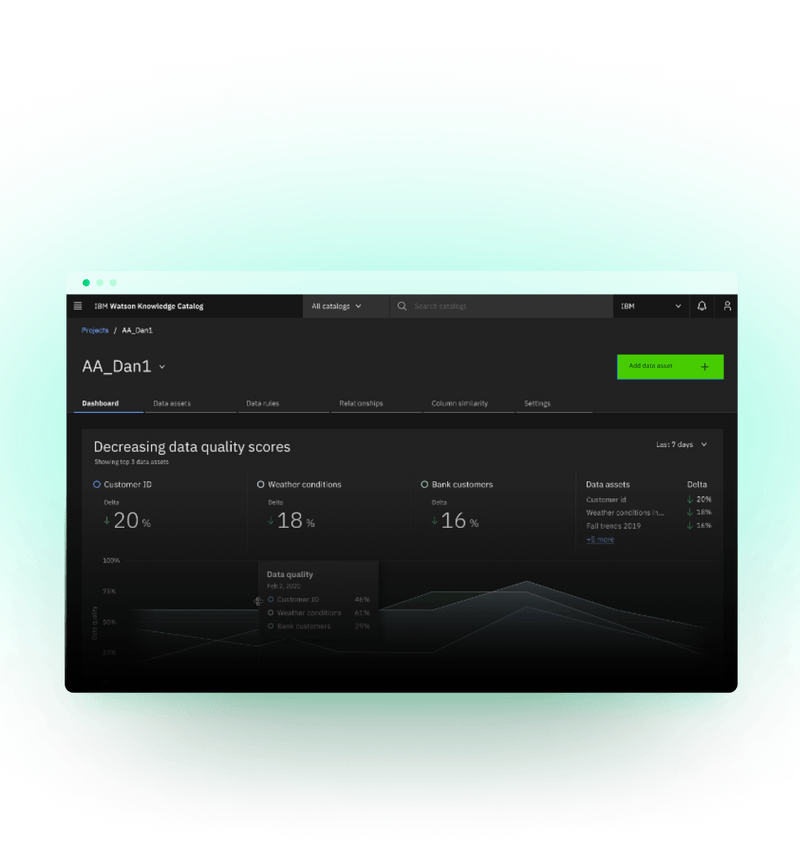 IBM Watson Knowledge Catalog
All catalogs
Search catalogs
IBM
Projects / AA_Dan1
AA_Dan1
Add data asset
Dashboard
Data assets
Data rules
Relationships
Column similarity
Settings
Decreasing data quality scores
Showing top 3 data assets
Last 7 days
Customer ID
Delta
20 %
Weather conditions
Delta
18 %
Bank customers
Delta
16 %
Data assets Delta
Customer id 20%
Weather conditions in... 18%
Fall trends 2019 16%
+5 more
Data quality
100%
75%
50%
25%
Data quality
Feb 2, 2020
Customer ID 46%
Weather conditions 61%
Bank customers 29%